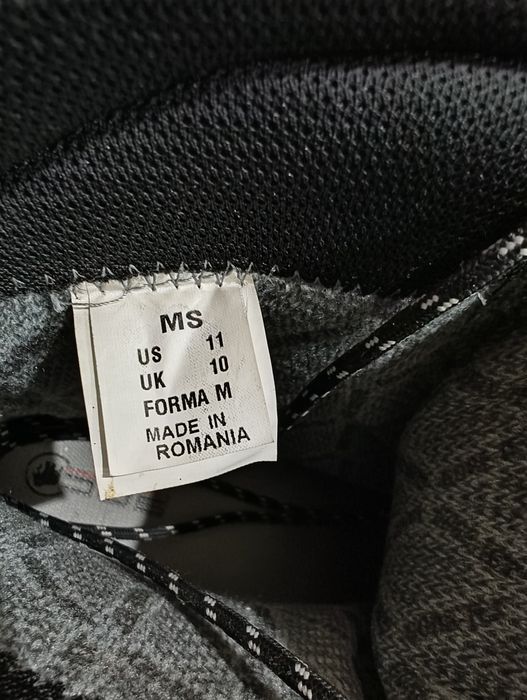 MS
US 11
UK 10
FORMA M
MADE IN
ROMANIA